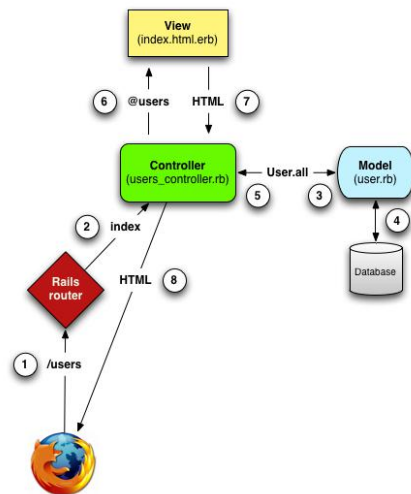 View
(index.html.erb)
6 @users HTML 7
Controller
(users_controller.rb)
User.all
5 3
Model
(user.rb)
4
Database
2 index
HTML 8
Rails
router
1 /users